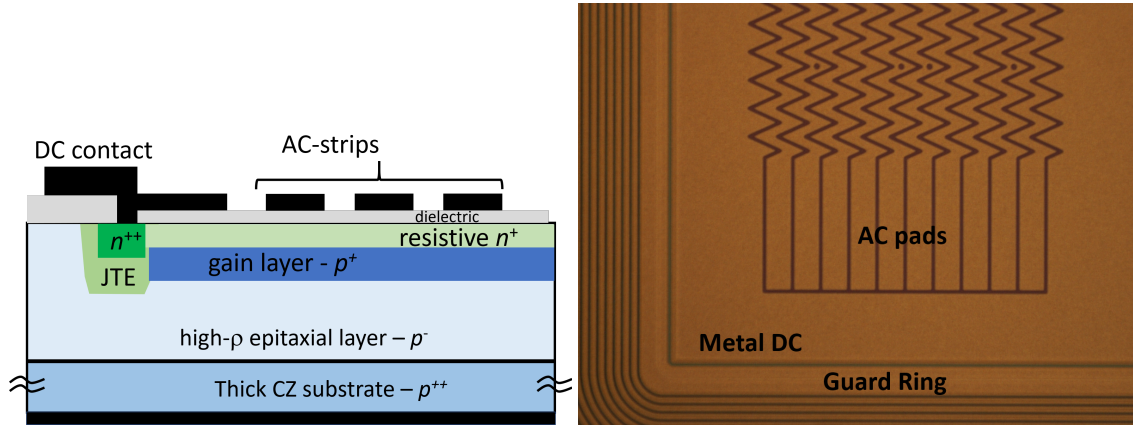 DC contact
AC-strips
dielectric
n++
resistive n+
gain layer - p+
JTE
high-ρ epitaxial layer – p-
Thick CZ substrate – p++
AC pads
Metal DC
Guard Ring